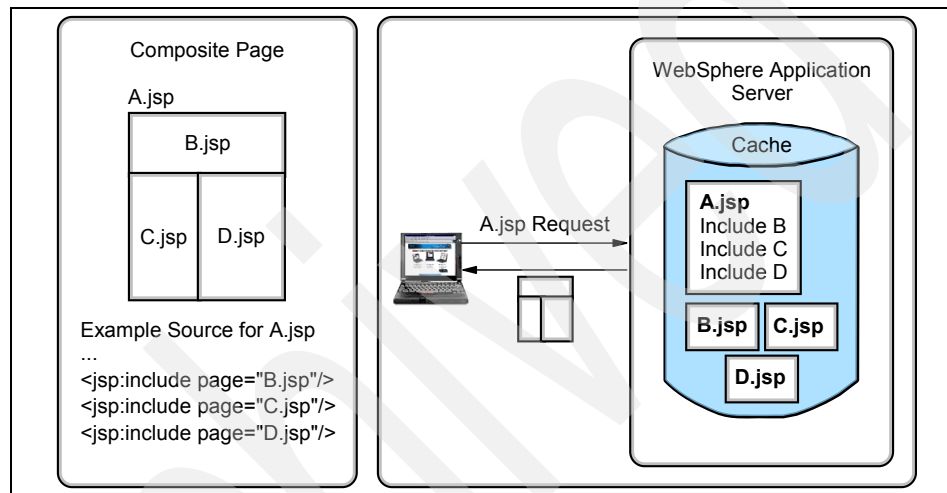 Composite Page
A.jsp
B.jsp
C.jsp
D.jsp
Example Source for A.jsp
...
<jsp:include page="B.jsp"/>
<jsp:include page="C.jsp"/>
<jsp:include page="D.jsp"/>
A.jsp Request
WebSphere Application
Server
Cache
A.jsp
Include B
Include C
Include D
B.jsp
C.jsp
D.jsp